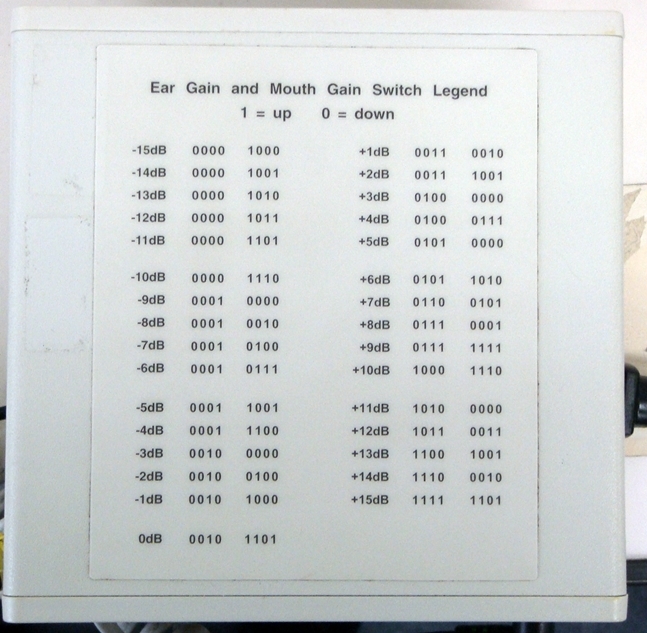 Ear Gain and Mouth Gain Switch Legend
1 = up 0 = down
-15dB 0000 1000 +1dB 0011 0010
-14dB 0000 1001 +2dB 0011 1001
-13dB 0000 1010 +3dB 0100 0000
-12dB 0000 1011 +4dB 0100 0111
-11dB 0000 1101 +5dB 0101 0000
-10dB 0000 1110 +6dB 0101 1010
-9dB 0001 0000 +7dB 0110 0101
-8dB 0001 0010 +8dB 0111 0001
-7dB 0001 0100 +9dB 0111 1111
-6dB 0001 0111 +10dB 1000 1110
-5dB 0001 1001 +11dB 1010 0000
-4dB 0001 1100 +12dB 1011 0011
-3dB 0010 0000 +13dB 1100 1001
-2dB 0010 0100 +14dB 1110 0010
-1dB 0010 1000 +15dB 1111 1101
0dB 0010 1101